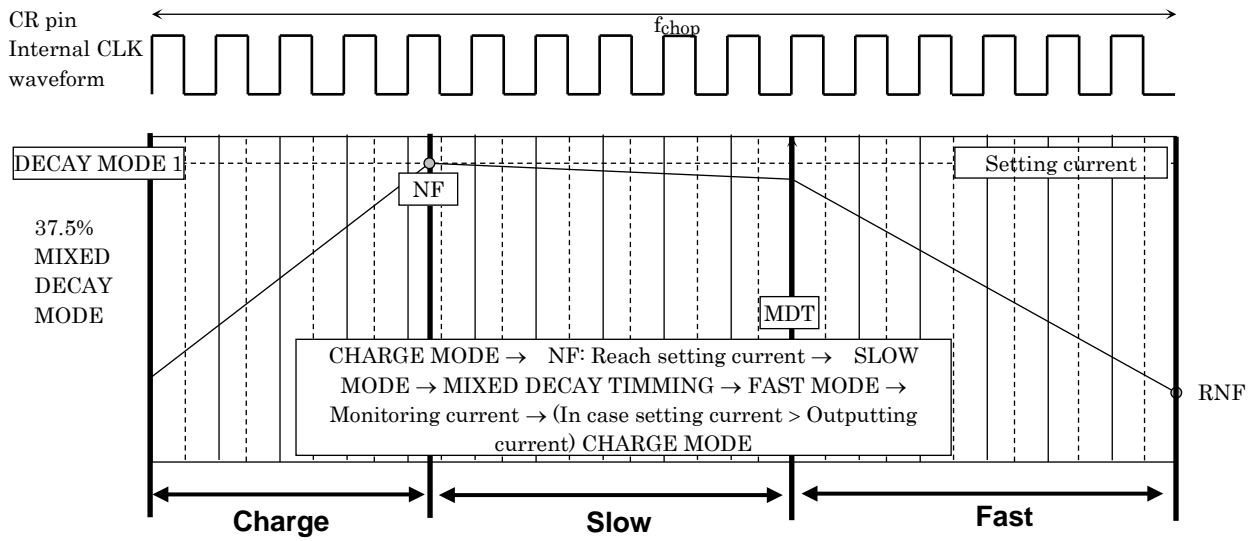 CR pin
Internal CLK
waveform
fchop
DECAY MODE 1
Setting current
NF
37.5%
MIXED
DECAY
MODE
MDT
CHARGE MODE → NF: Reach setting current → SLOW
MODE → MIXED DECAY TIMMING → FAST MODE →
Monitoring current → (In case setting current > Outputting
current) CHARGE MODE
RNF
Charge
Slow
Fast